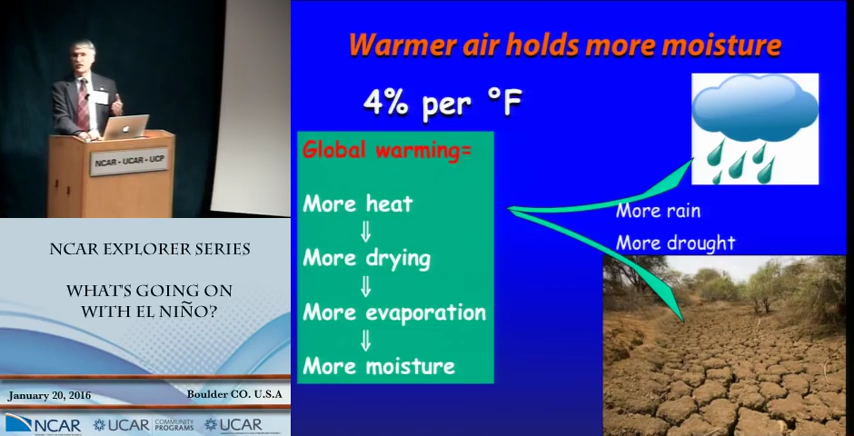 Warmer air holds more moisture
4% per °F
Global warming=
More heat
⇓
More drying
⇓
More evaporation
⇓
More moisture
More rain
More drought
NCAR - UCAR - UCP
NCAR EXPLORER SERIES
WHAT'S GOING ON
WITH EL NIÑO?
January 20, 2016
Boulder CO. U.S.A
NCAR
UCAR
COMMUNITY
PROGRAMS
UCAR